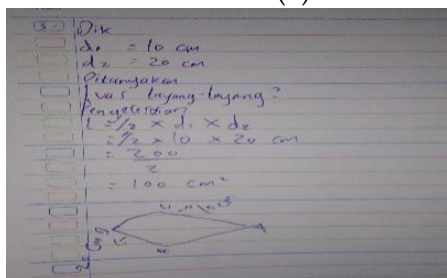 3. Dik
d₁ = 10 cm
d₂ = 20 cm
Ditanyakan
Luas layang-layang?
Pengelesaian?
L = 1/2 x d₁ x d₂
= 1/2 x 10 x 20 cm
= 200
2
= 100 cm²